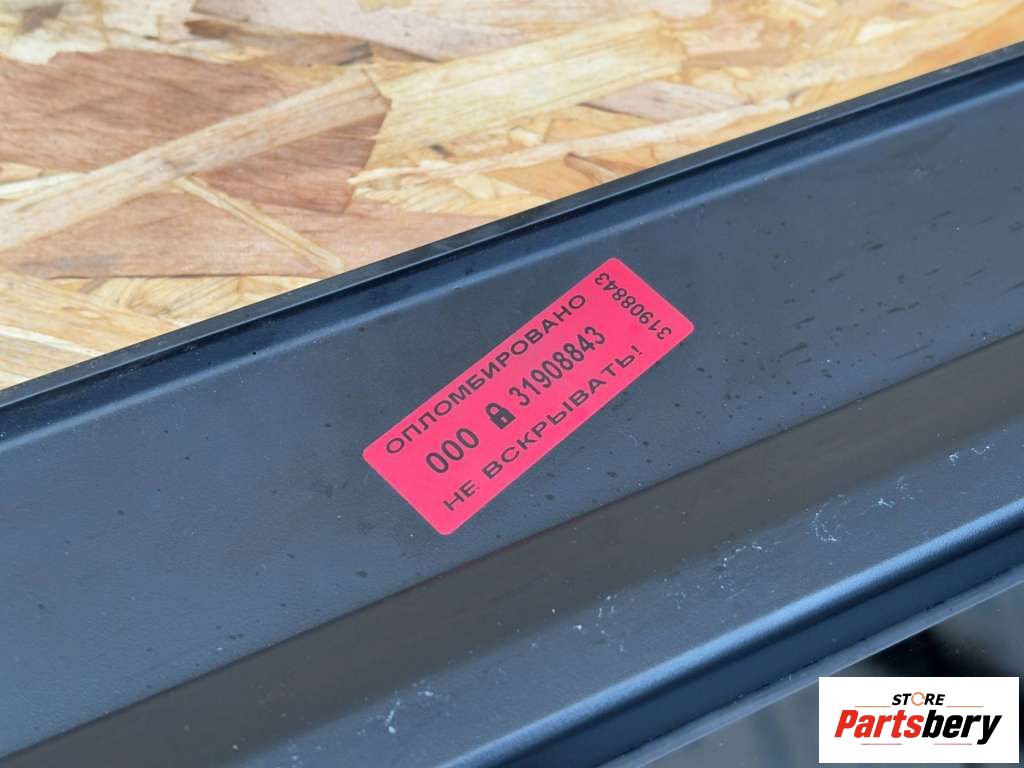 ОПЛОМБИРОВАНО
000 31908843
НЕ ВСКРЫВАТЬ!
31908843
STORE
Partsbery